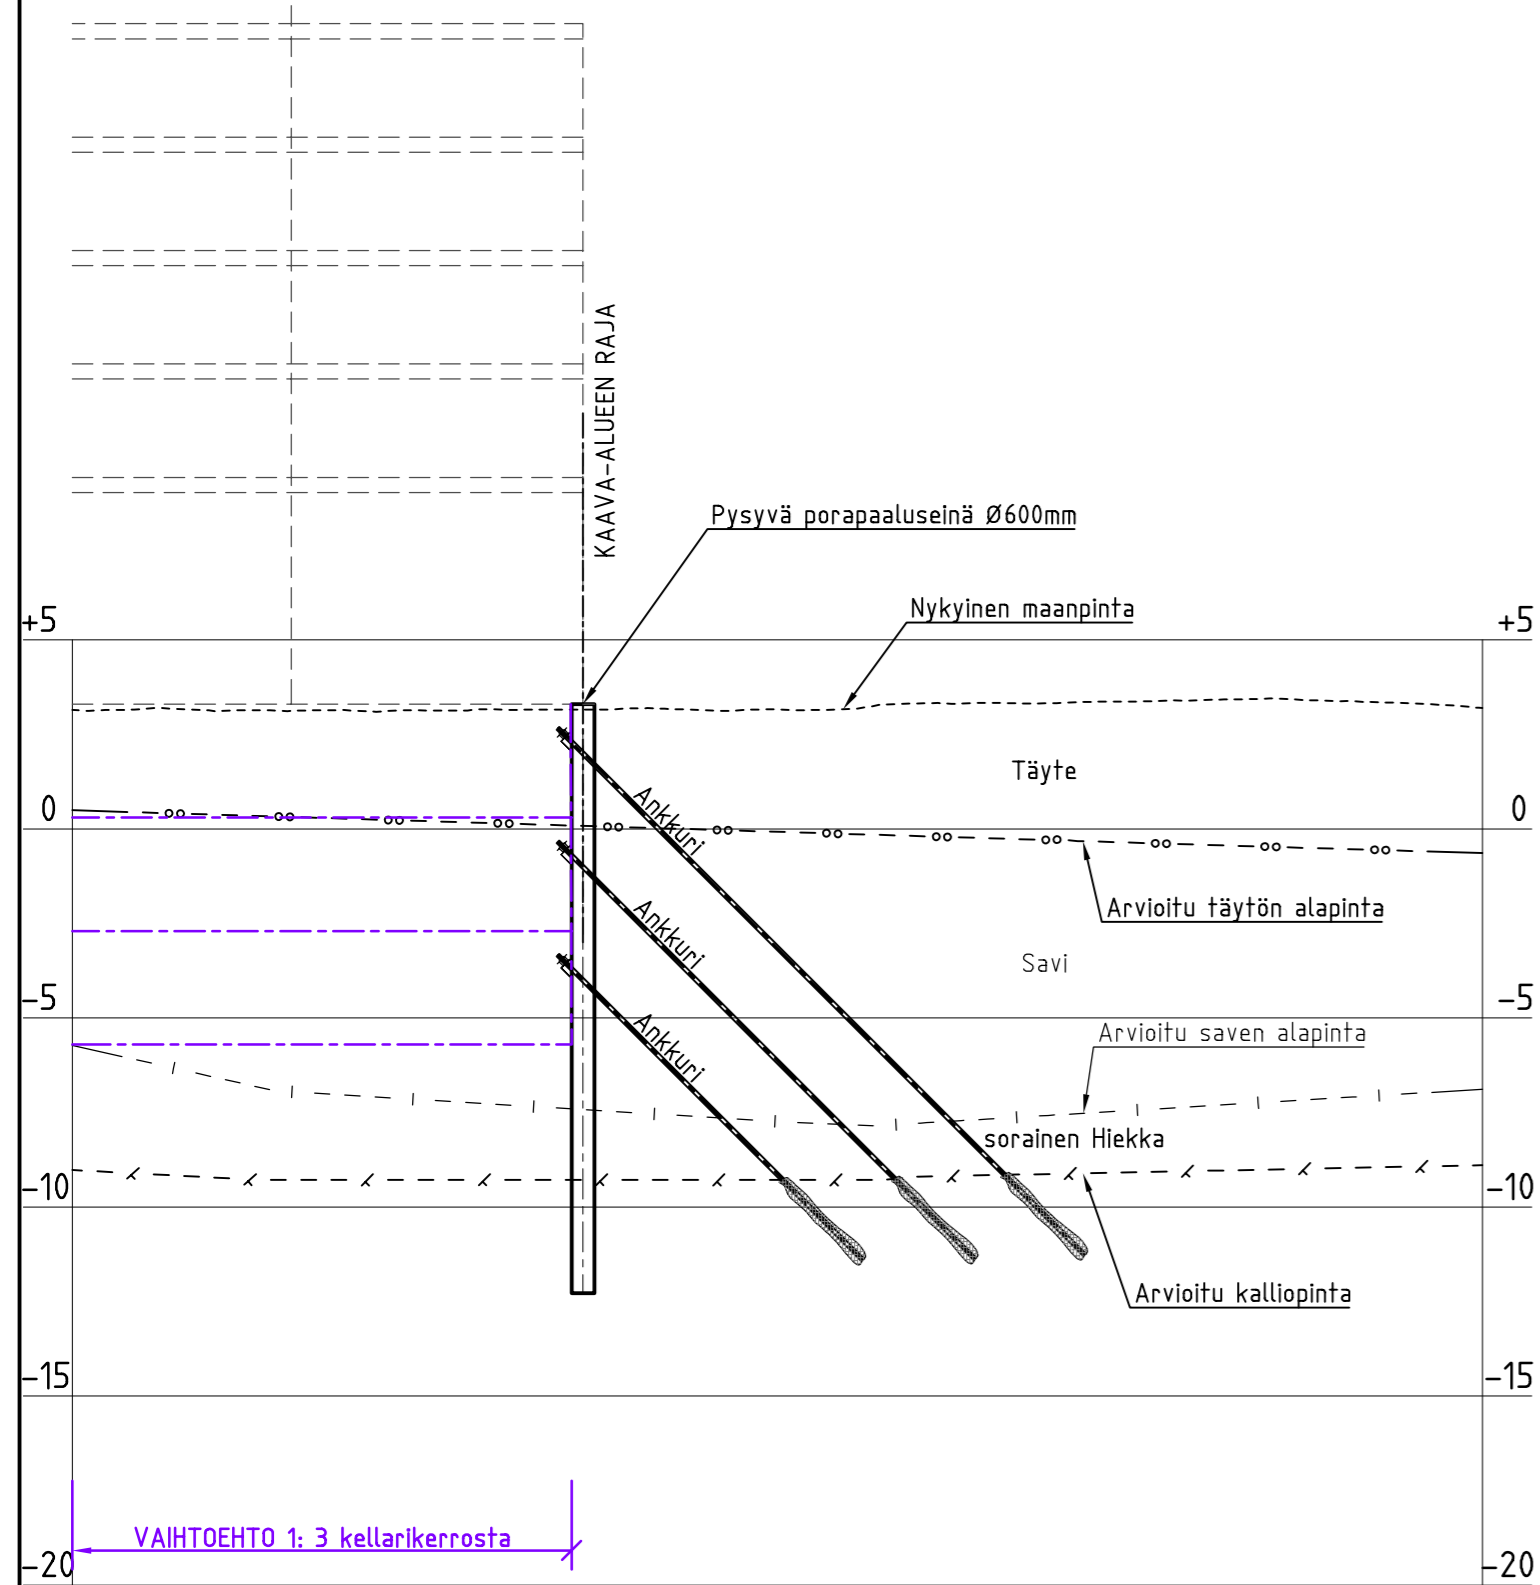 KAAVA-ALUEEN RAJA
Pysyvä porapaaluseinä Ø600mm
Nykyinen maanpinta
+5
+5
Täyte
Ankkuri
0
0
Arvioitu täytön alapinta
Ankkuri
Savi
-5
-5
Arvioitu saven alapinta
Ankkuri
sorainen Hiekka
-10
-10
Arvioitu kalliopinta
-15
-15
VAIHTOEHTO 1: 3 kellarikerrosta
-20
-20